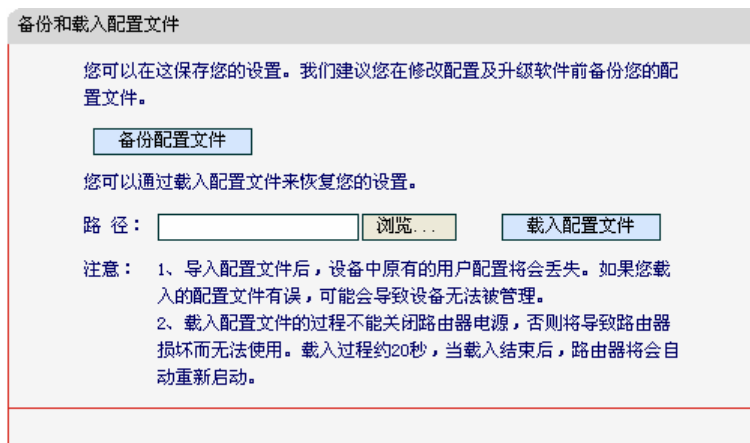 备份和载入配置文件
您可以在这保存您的设置。我们建议您在修改配置及升级软件前备份您的配
置文件。
备份配置文件
您可以通过载入配置文件来恢复您的设置。
路 径： 浏览... 载入配置文件
注意： 1、导入配置文件后，设备中原有的用户配置将会丢失。如果您载
入的配置文件有误，可能会导致设备无法被管理。
2、载入配置文件的过程不能关闭路由器电源，否则将导致路由器
损坏而无法使用。载入过程约20秒，当载入结束后，路由器将会自
动重新启动。